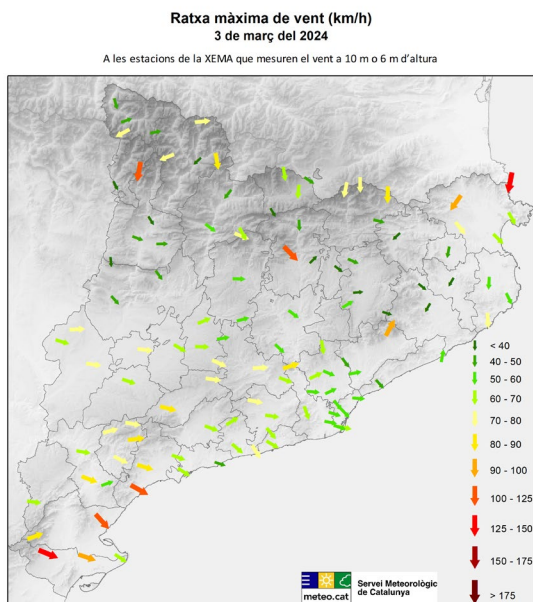 Ratxa màxima de vent (km/h)
3 de març del 2024
A les estacions de la XEMA que mesuren el vent a 10 m o 6 m d'altura
< 40
40 - 50
50 - 60
60 - 70
70 - 80
80 - 90
90 - 100
100 - 125
125 - 150
150 - 175
> 175
meteo.cat
Servei Meteorològic
de Catalunya